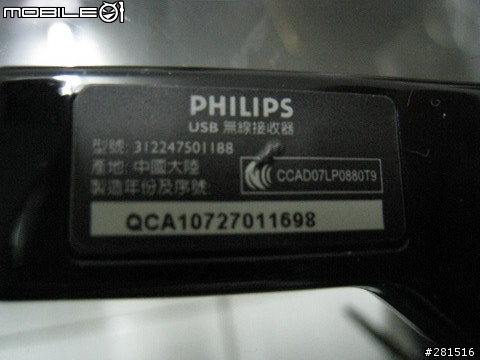 MOBILE01
PHILIPS
USB 無線接收器
型號: 312247501188
產地: 中國大陸
製造年份及序號:
CCAD07LP0880T9
QCA10727011698
#281516